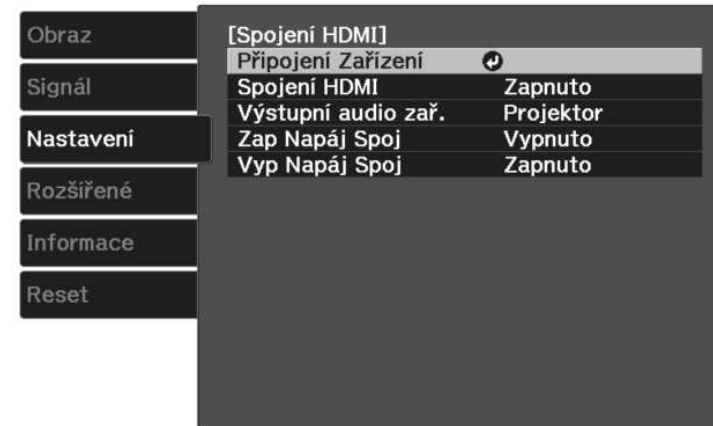 Obraz
Signál
Nastavení
Rozšířené
Informace
Reset
[Spojení HDMI]
Připojení Zařízení
Spojení HDMI Zapnuto
Výstupní audio zař. Projektor
Zap Napáj Spoj Vypnuto
Vyp Napáj Spoj Zapnuto